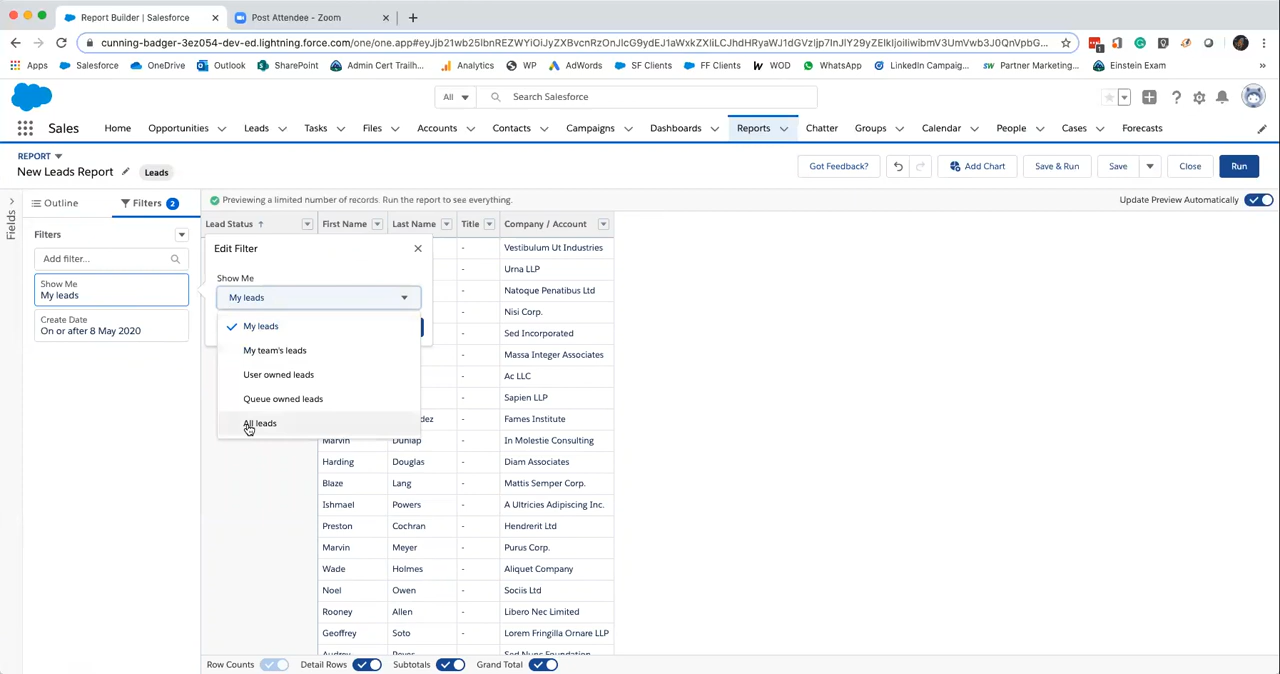 Report Builder | Salesforce
Post Attendee - Zoom
cunning-badger-3ez054-dev-ed.lightning.force.com/one/one.app#
Apps Salesforce OneDrive Outlook SharePoint Admin Cert Trailh... Analytics WP AdWords SF Clients FF Clients WOD WhatsApp LinkedIn Campaig... Partner Marketing... Einstein Exam »
All
Search Salesforce
Sales Home Opportunities Leads Tasks Files Accounts Contacts Campaigns Dashboards Reports Chatter Groups Calendar People Cases Forecasts
REPORT
New Leads Report Leads
Got Feedback? Add Chart Save & Run Save Close Run
Fields
Outline
Filters 2
Previewing a limited number of records. Run the report to see everything.
Update Preview Automatically
Filters
Add filter...
Show Me
My leads
Create Date
On or after 8 May 2020
Lead Status First Name Last Name Title Company / Account
Edit Filter
Show Me
My leads
My leads
My team's leads
User owned leads
Queue owned leads
All leads
- Vestibulum Ut Industries
- Urna LLP
- Natoque Penatibus Ltd
- Nisi Corp.
- Sed Incorporated
- Massa Integer Associates
- Ac LLC
- Sapien LLP
dez - Fames Institute
Marvin Dunlap - In Molestie Consulting
Harding Douglas - Diam Associates
Blaze Lang - Mattis Semper Corp.
Ishmael Powers - A Ultricies Adipiscing Inc.
Preston Cochran - Hendrerit Ltd
Marvin Meyer - Purus Corp.
Wade Holmes - Aliquet Company
Noel Owen - Sociis Ltd
Rooney Allen - Libero Nec Limited
Geoffrey Soto - Lorem Fringilla Ornare LLP
Audrey Reyes - Sed Nunc Foundation
Row Counts Detail Rows Subtotals Grand Total